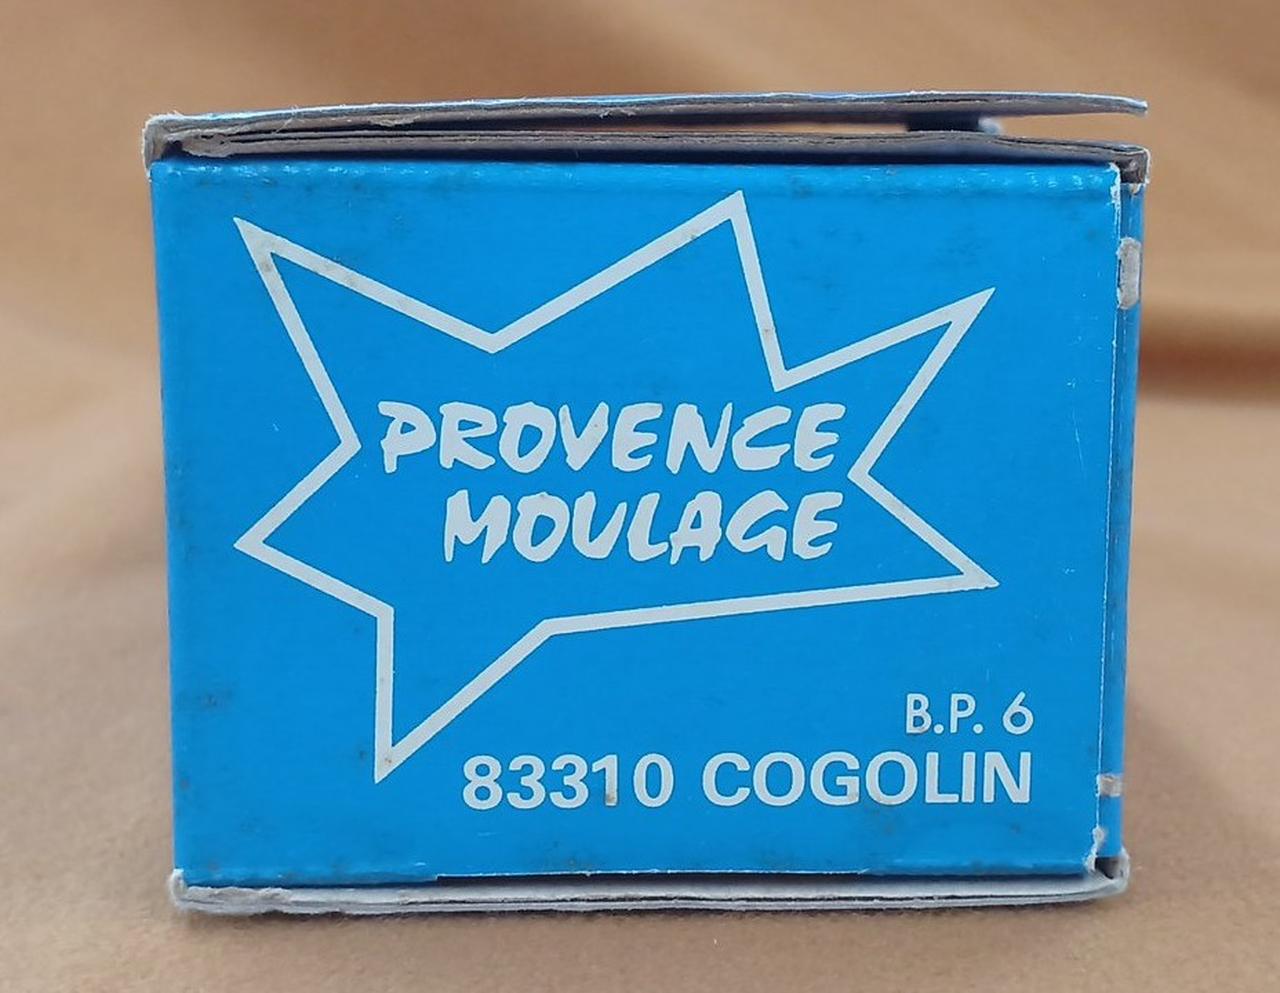 PROVENCE
MOULAGE
B.P. 6
83310 COGOLIN